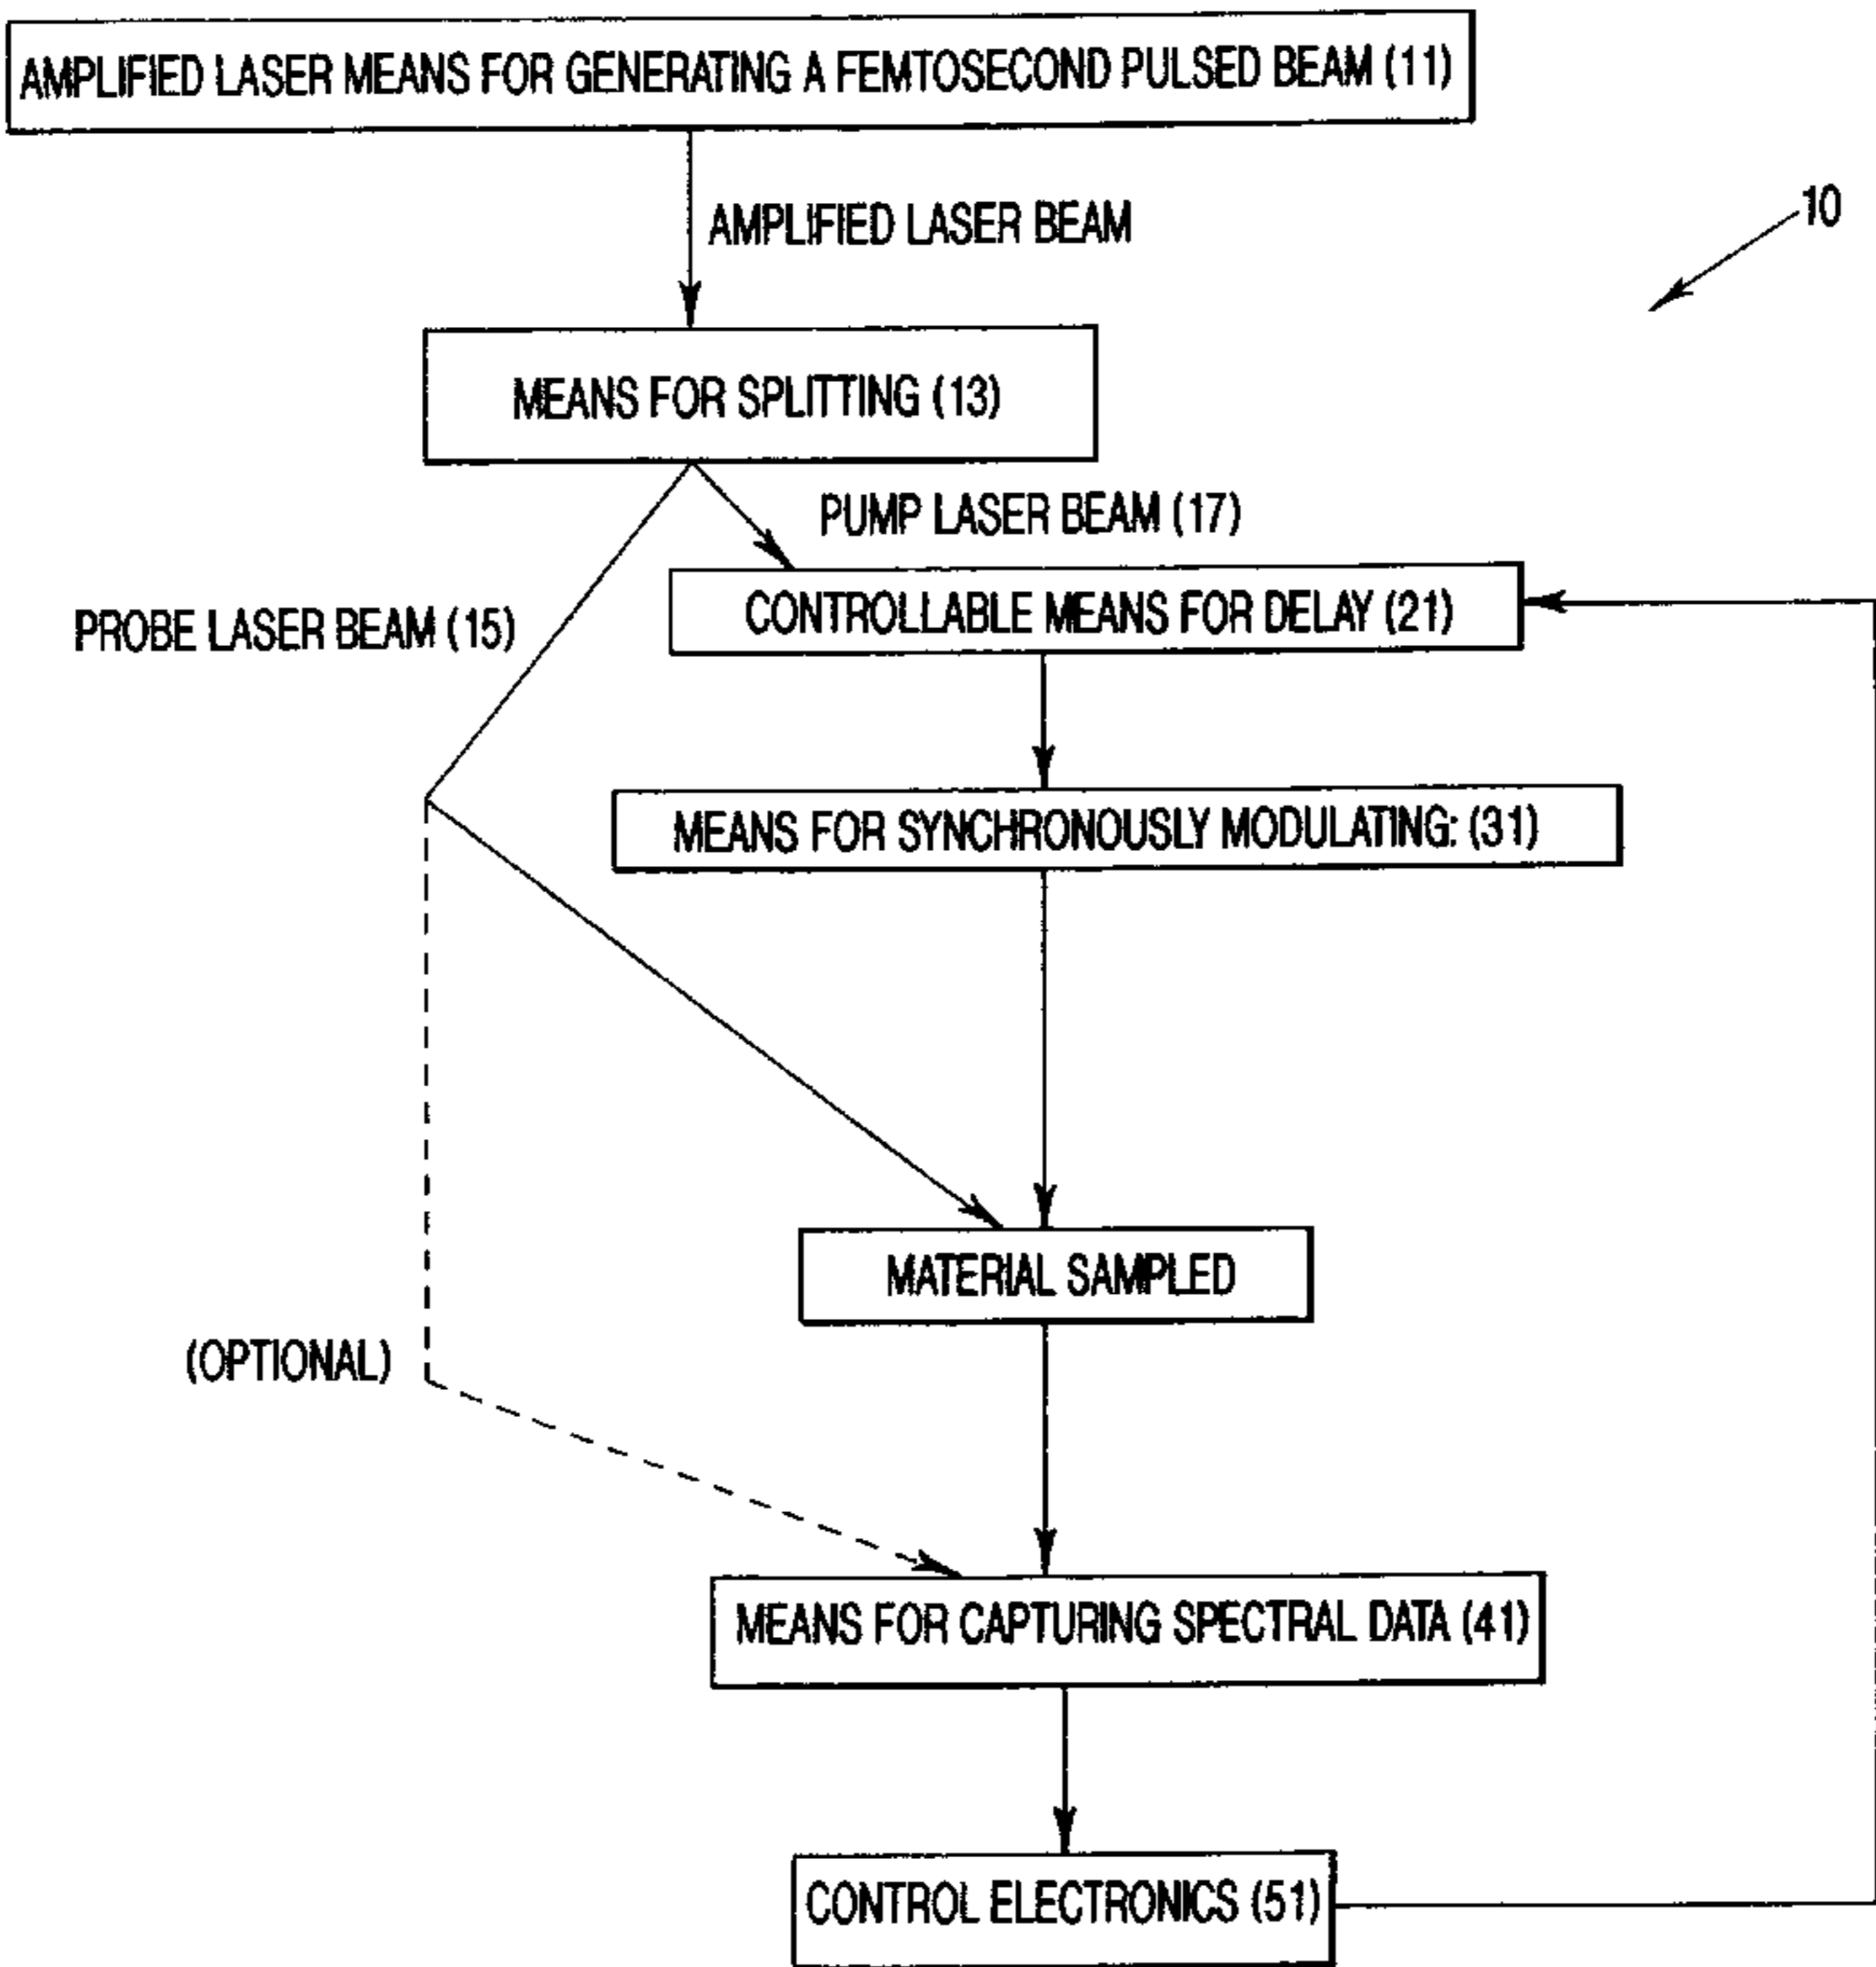 AMPLIFIED LASER MEANS FOR GENERATING A FEMTOSECOND PULSED BEAM (11)
AMPLIFIED LASER BEAM
10
MEANS FOR SPLITTING (13)
PUMP LASER BEAM (17)
PROBE LASER BEAM (15)
CONTROLLABLE MEANS FOR DELAY (21)
MEANS FOR SYNCHRONOUSLY MODULATING: (31)
MATERIAL SAMPLED
(OPTIONAL)
MEANS FOR CAPTURING SPECTRAL DATA (41)
CONTROL ELECTRONICS (51)